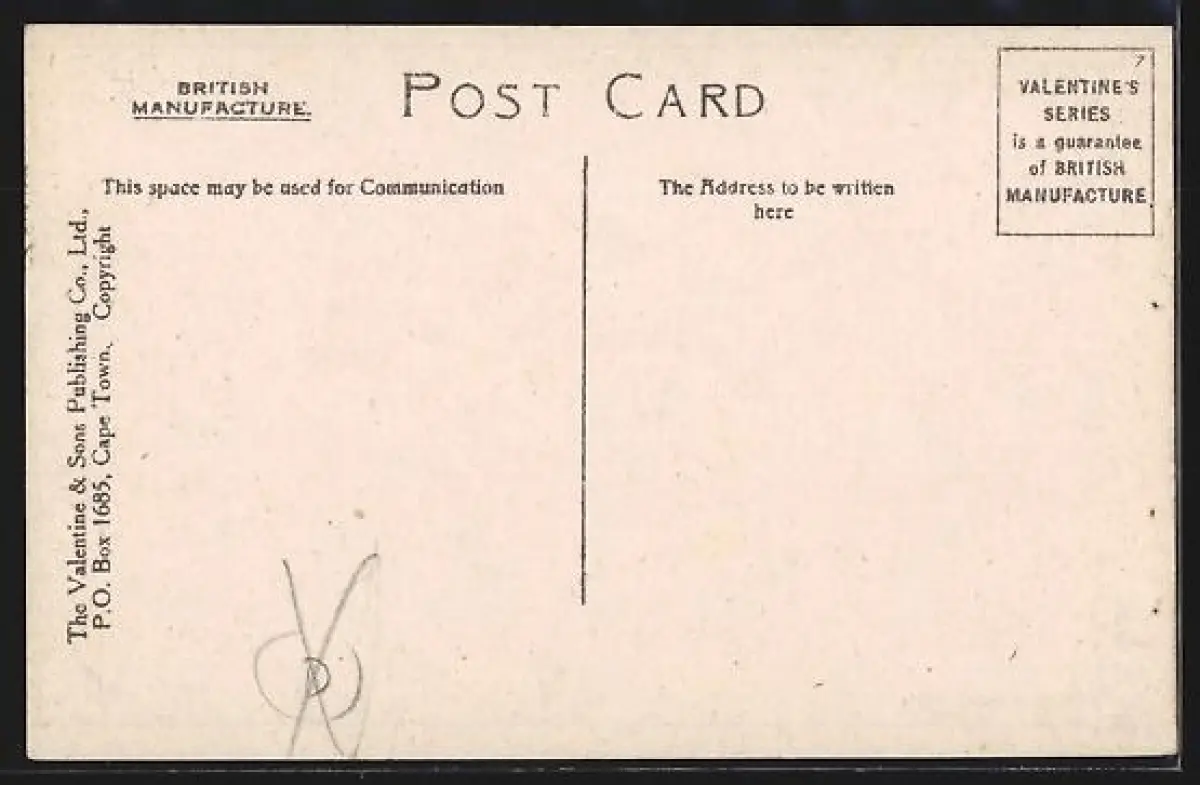 BRITISH
MANUFACTURE.
POST CARD
VALENTINE'S
SERIES
is a guarantee
of BRITISH
MANUFACTURE
This space may be used for Communication
The Address to be written
here
The Valentine & Sons Publishing Co., Ltd.,
P.O. Box 1685, Cape Town. Copyright